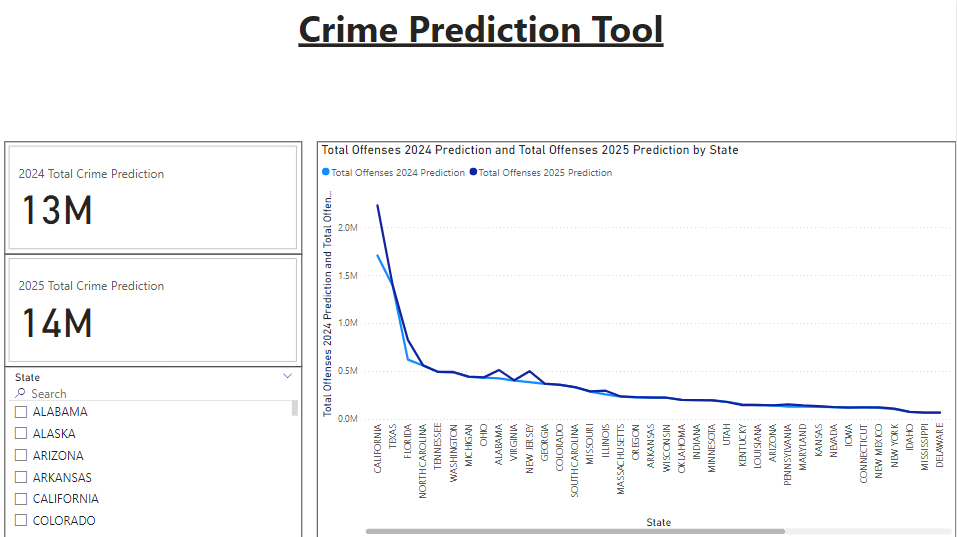 Crime Prediction Tool
2024 Total Crime Prediction
13M
2025 Total Crime Prediction
14M
State
Search
ALABAMA
ALASKA
ARIZONA
ARKANSAS
CALIFORNIA
COLORADO
Total Offenses 2024 Prediction and Total Offenses 2025 Prediction by State
Total Offenses 2024 Prediction Total Offenses 2025 Prediction
Total Offenses 2024 Prediction and Total Offen...
2.0M
1.5M
1.0M
0.5M
0.0M
CALIFORNIA
TEXAS
FLORIDA
NORTH CAROLINA
TENNESSEE
WASHINGTON
MICHIGAN
OHIO
ALABAMA
VIRGINIA
NEW JERSEY
GEORGIA
COLORADO
SOUTH CAROLINA
MISSOURI
ILLINOIS
MASSACHUSETTS
OREGON
ARKANSAS
WISCONSIN
OKLAHOMA
INDIANA
MINNESOTA
UTAH
KENTUCKY
LOUISIANA
ARIZONA
PENNSYLVANIA
MARYLAND
KANSAS
NEVADA
IOWA
CONNECTICUT
NEW MEXICO
NEW YORK
IDAHO
MISSISSIPPI
DELAWARE
State